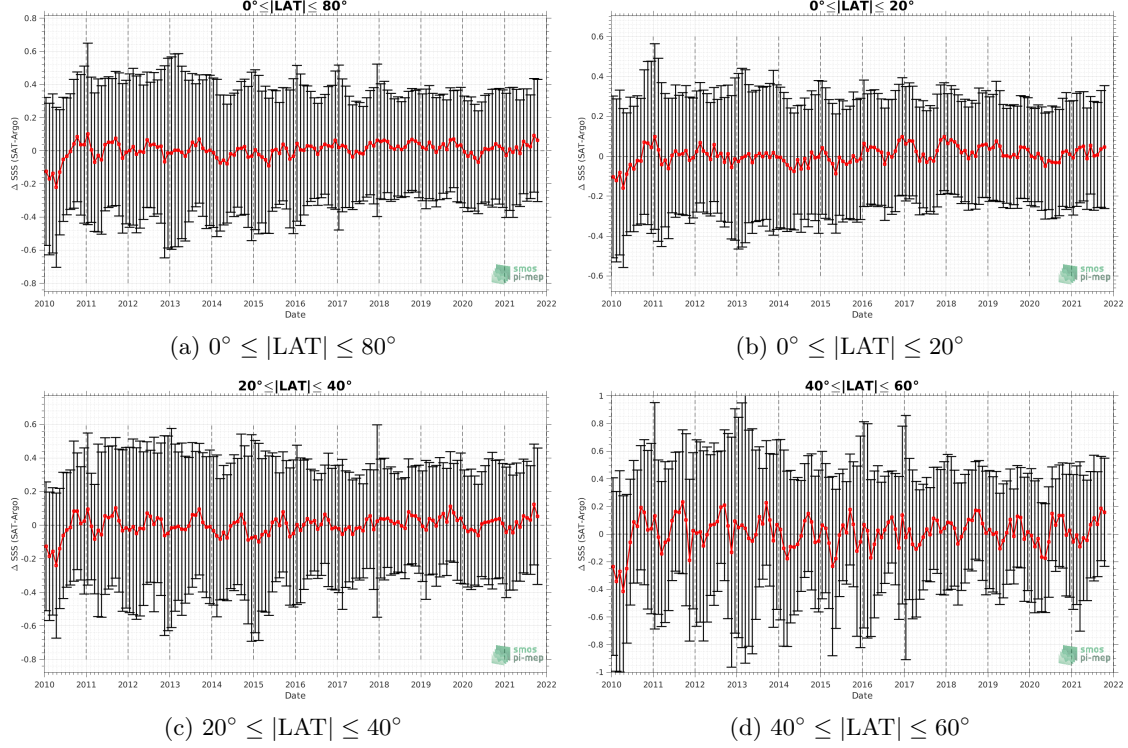 0°≤|LAT|≤ 80°
0.8
0.6
0.4
0.2
0
-0.2
-0.4
-0.6
-0.8
Δ SSS (SAT-Argo)
2010 2011 2012 2013 2014 2015 2016 2017 2018 2019 2020 2021 2022
Date
smos
pi-mep
(a) 0° ≤ |LAT| ≤ 80°
0°≤|LAT|≤ 20°
0.6
0.4
0.2
0
-0.2
-0.4
-0.6
Δ SSS (SAT-Argo)
2010 2011 2012 2013 2014 2015 2016 2017 2018 2019 2020 2021 2022
Date
smos
pi-mep
(b) 0° ≤ |LAT| ≤ 20°
20°≤|LAT|≤ 40°
0.6
0.4
0.2
0
-0.2
-0.4
-0.6
-0.8
Δ SSS (SAT-Argo)
2010 2011 2012 2013 2014 2015 2016 2017 2018 2019 2020 2021 2022
Date
smos
pi-mep
(c) 20° ≤ |LAT| ≤ 40°
40°≤|LAT|≤ 60°
1
0.8
0.6
0.4
0.2
0
-0.2
-0.4
-0.6
-0.8
-1
Δ SSS (SAT-Argo)
2010 2011 2012 2013 2014 2015 2016 2017 2018 2019 2020 2021 2022
Date
smos
pi-mep
(d) 40° ≤ |LAT| ≤ 60°